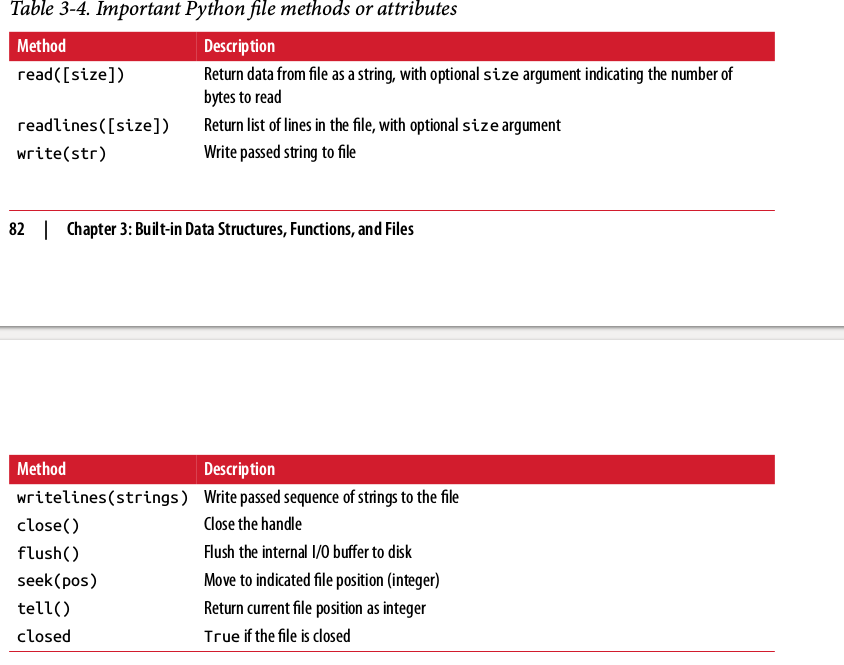 Table 3-4. Important Python file methods or attributes
Method Description
read([size]) Return data from file as a string, with optional size argument indicating the number of
bytes to read
readlines([size]) Return list of lines in the file, with optional size argument
write(str) Write passed string to file
82 | Chapter 3: Built-in Data Structures, Functions, and Files
Method Description
writelines(strings) Write passed sequence of strings to the file
close() Close the handle
flush() Flush the internal I/O buffer to disk
seek(pos) Move to indicated file position (integer)
tell() Return current file position as integer
closed True if the file is closed